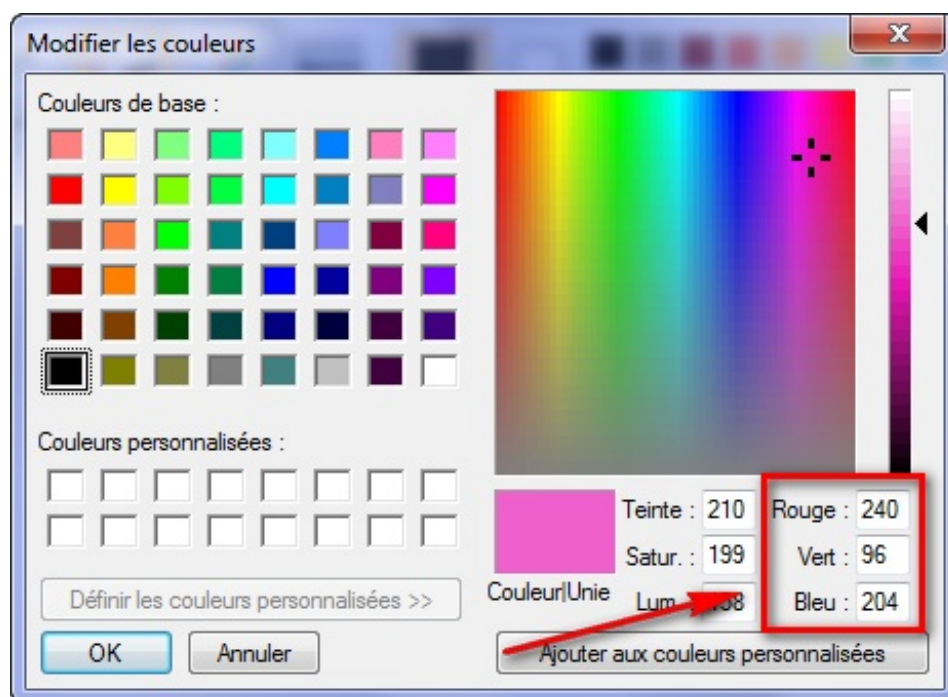 Modifier les couleurs
Couleurs de base :
Couleurs personnalisées :
Définir les couleurs personnalisées >>
OK
Annuler
Couleur|Unie
Teinte : 210
Satur. : 199
Lum.
Rouge : 240
Vert : 96
Bleu : 204
Ajouter aux couleurs personnalisées